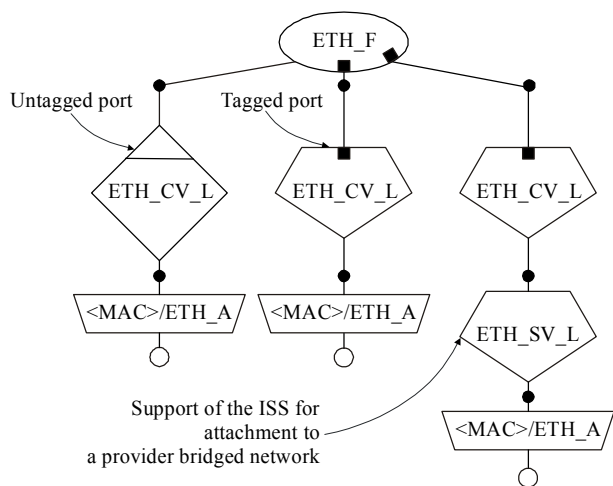 ETH_F
Untagged port
Tagged port
ETH_CV_L
ETH_CV_L
ETH_CV_L
<MAC>/ETH_A
<MAC>/ETH_A
ETH_SV_L
Support of the ISS for
attachment to
a provider bridged network
<MAC>/ETH_A